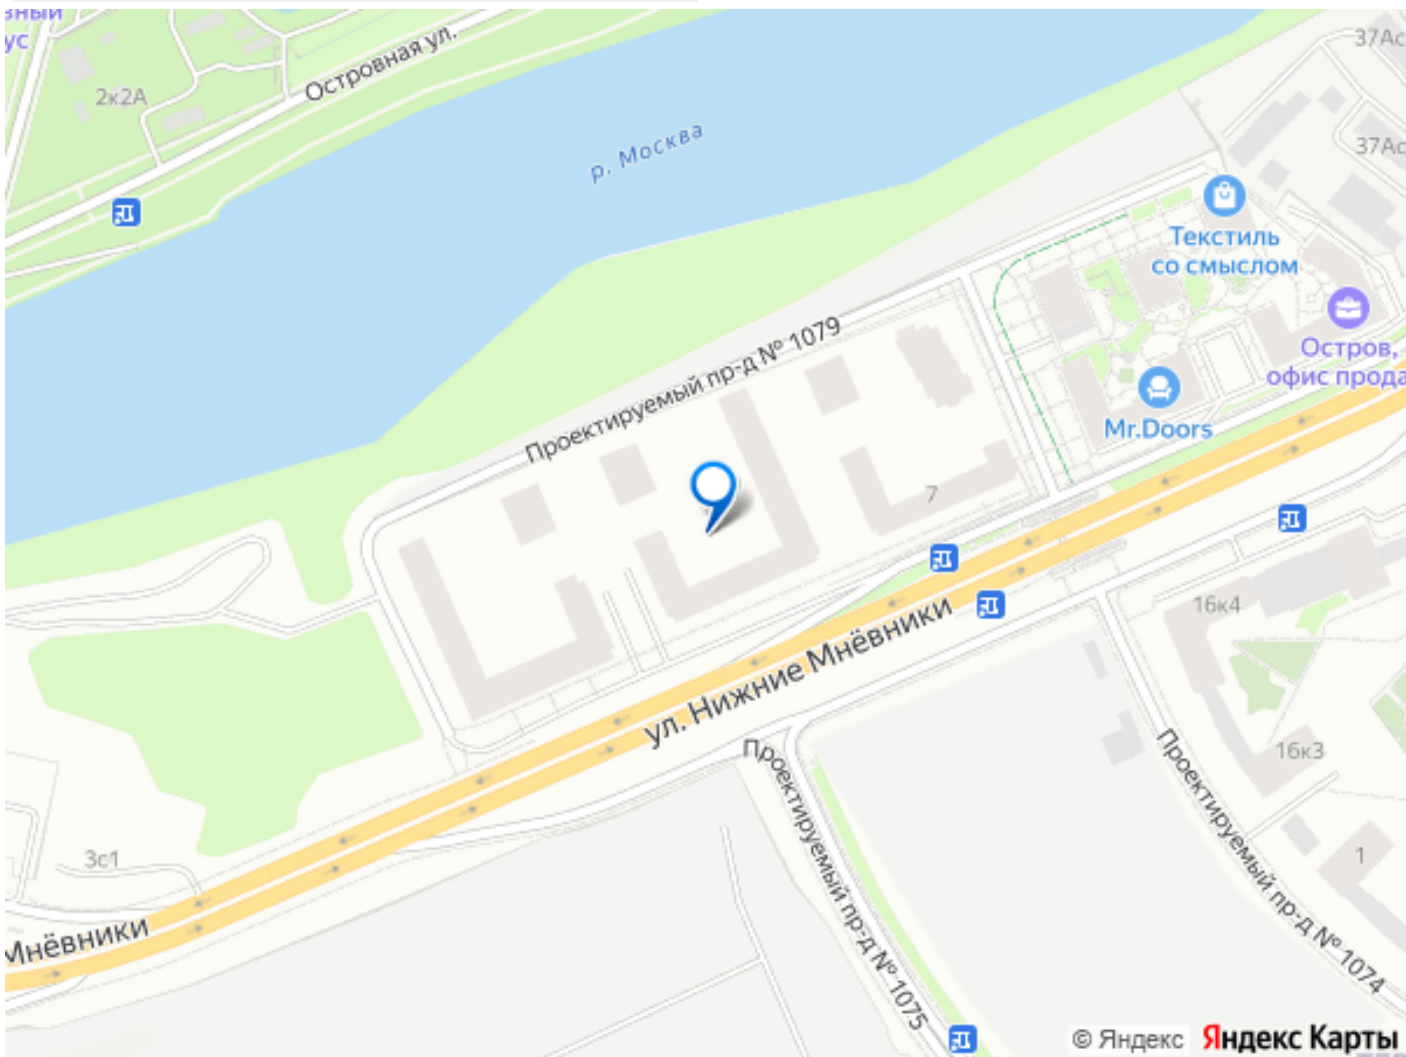 вный
ус
2к2А
Островная ул.
р. Москва
37Ас
37Ас
Текстиль
со смыслом
Остров,
офис прода
Mr.Doors
Проектируемый пр-д № 1079
7
16к4
ул. Нижние Мнёвники
16к3
Проектируемый пр-д № 1075
Проектируемый пр-д № 1074
1
3с1
Мнёвники
© Яндекс Яндекс Карты